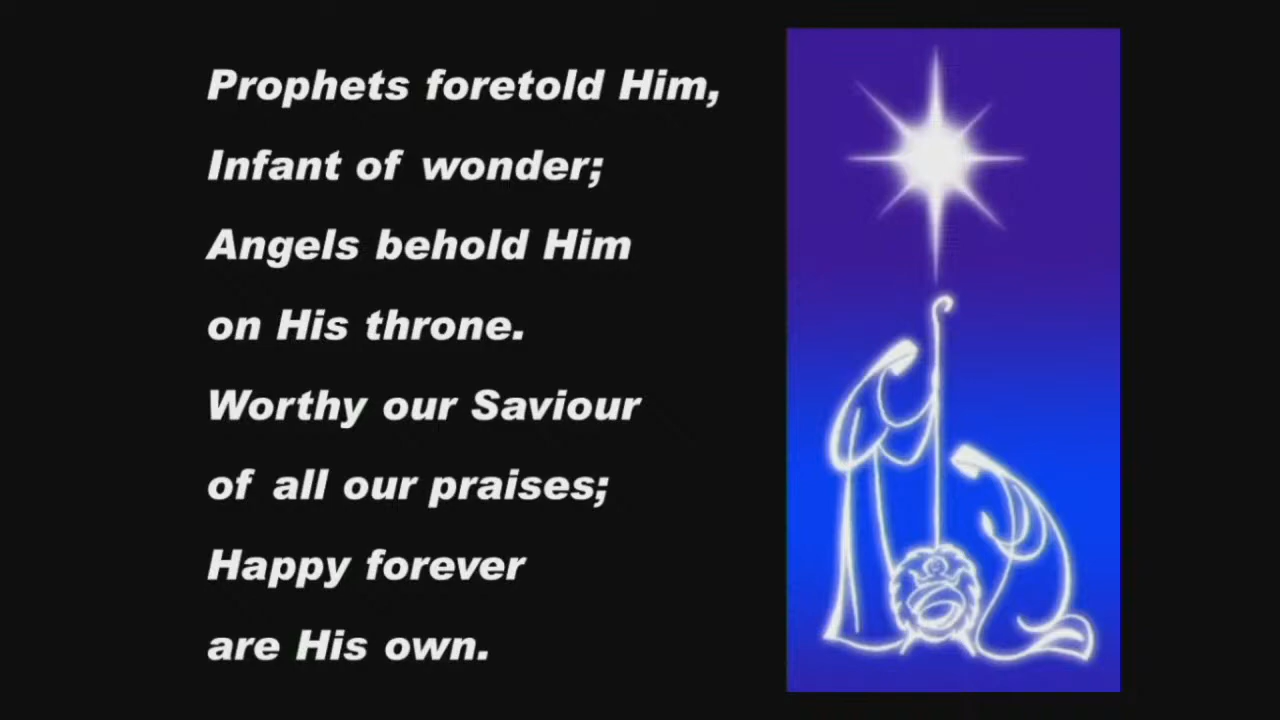 Prophets foretold Him,
Infant of wonder;
Angels behold Him
on His throne.
Worthy our Saviour
of all our praises;
Happy forever
are His own.